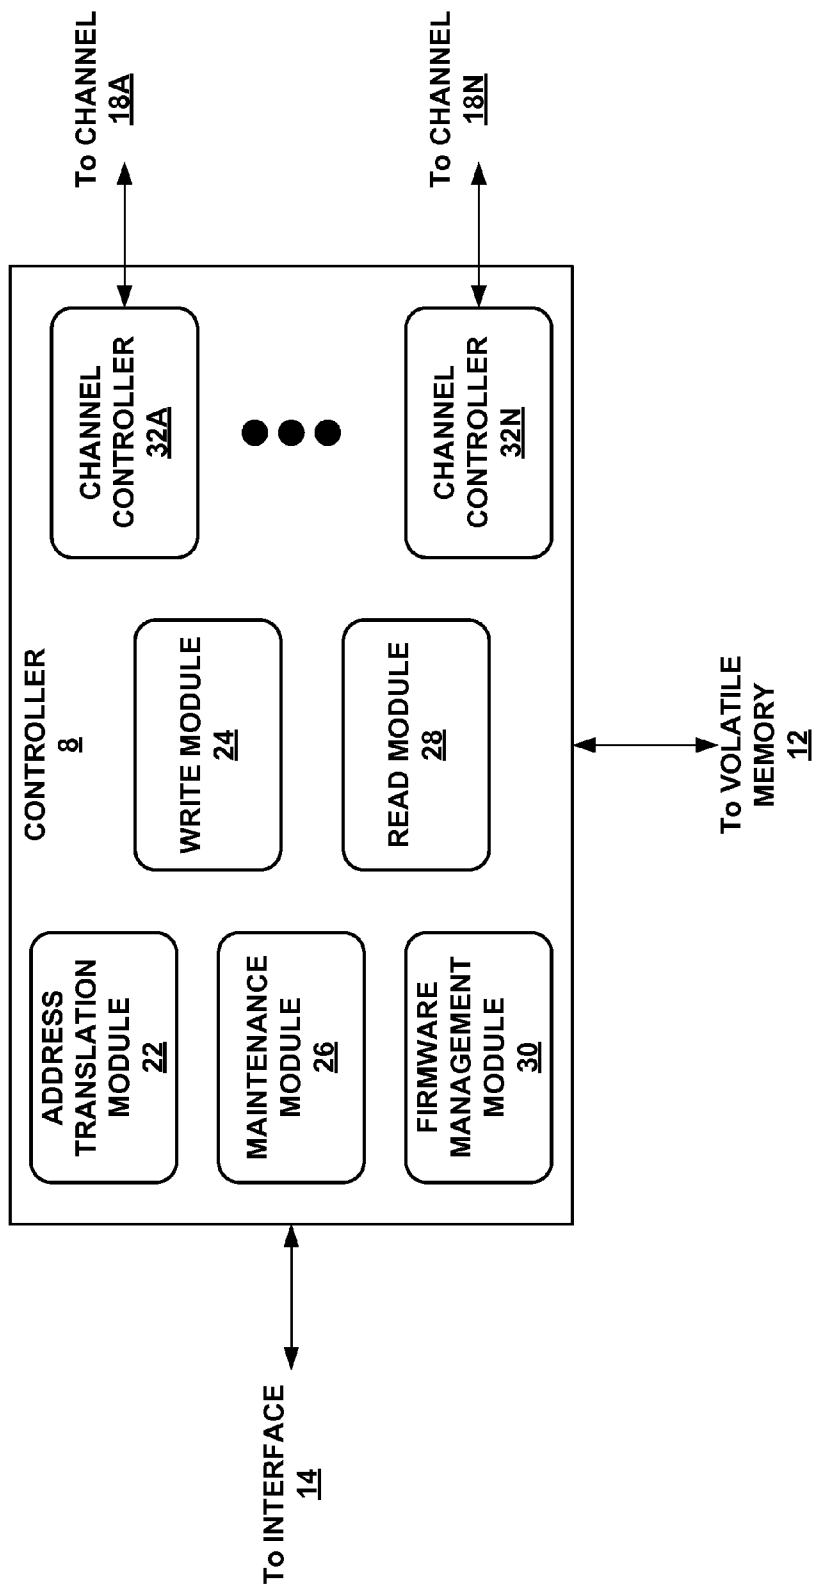 CONTROLLER
8
ADDRESS
TRANSLATION
MODULE
22
MAINTENANCE
MODULE
26
FIRMWARE
MANAGEMENT
MODULE
30
WRITE MODULE
24
READ MODULE
28
CHANNEL
CONTROLLER
32A
CHANNEL
CONTROLLER
32N
To INTERFACE
14
To CHANNEL
18A
To CHANNEL
18N
To VOLATILE
MEMORY
12